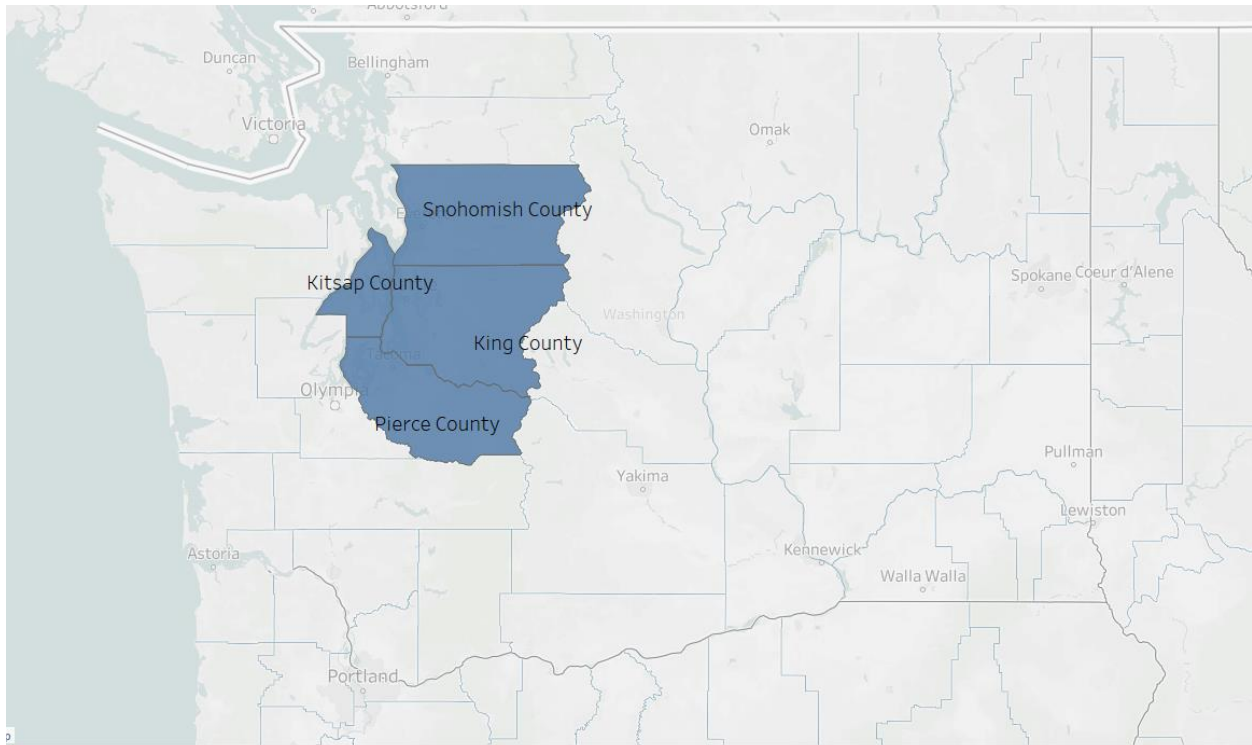 Abbotsford
Duncan
Bellingham
Victoria
Omak
Snohomish County
Kitsap County
Spokane
Coeur d'Alene
Washington
King County
Tacoma
Olympia
Pierce County
Pullman
Yakima
Lewiston
Astoria
Kennewick
Walla Walla
Portland